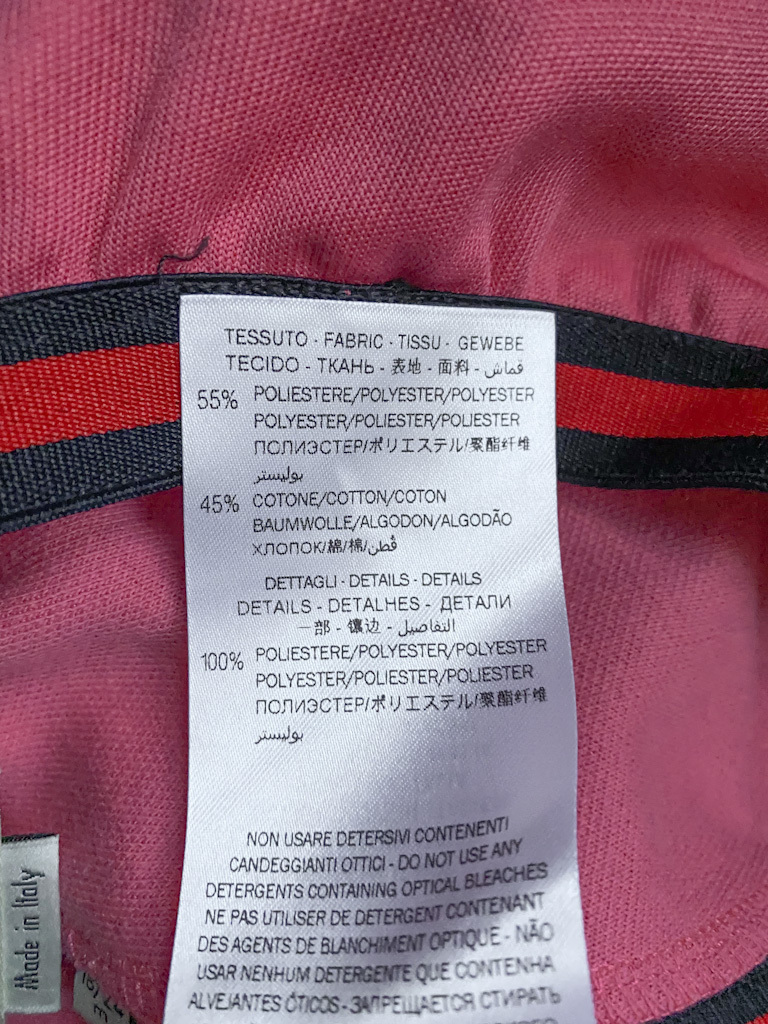 TESSUTO - FABRIC - TISSU - GEWEBE
TECIDO - ТКАНЬ - 表地 - 面料 - قماش
55% POLIESTERE/POLYESTER/POLYESTER
POLYESTER/POLIESTER/POLIESTER
ПОЛИЭСТЕР/ポリエステル/聚酯纤维
بوليستر
45% COTONE/COTTON/COTON
BAUMWOLLE/ALGODON/ALGODÃO
ХЛОПОК/綿/棉/قُطن
DETTAGLI - DETAILS - DETAILS
DETAILS - DETALHES - ДЕТАЛИ
一部 - 镶边 - التفاصيل
100% POLIESTERE/POLYESTER/POLYESTER
POLYESTER/POLIESTER/POLIESTER
ПОЛИЭСТЕР/ポリエステル/聚酯纤维
بوليستر
NON USARE DETERSIVI CONTENENTI
CANDEGGIANTI OTTICI - DO NOT USE ANY
DETERGENTS CONTAINING OPTICAL BLEACHES
NE PAS UTILISER DE DETERGENT CONTENANT
DES AGENTS DE BLANCHIMENT OPTIQUE - NÃO
USAR NENHUM DETERGENTE QUE CONTENHA
ALVEJANTES ÓTICOS - ЗАПРЕЩАЕТСЯ СТИРАТЬ
Made in Italy